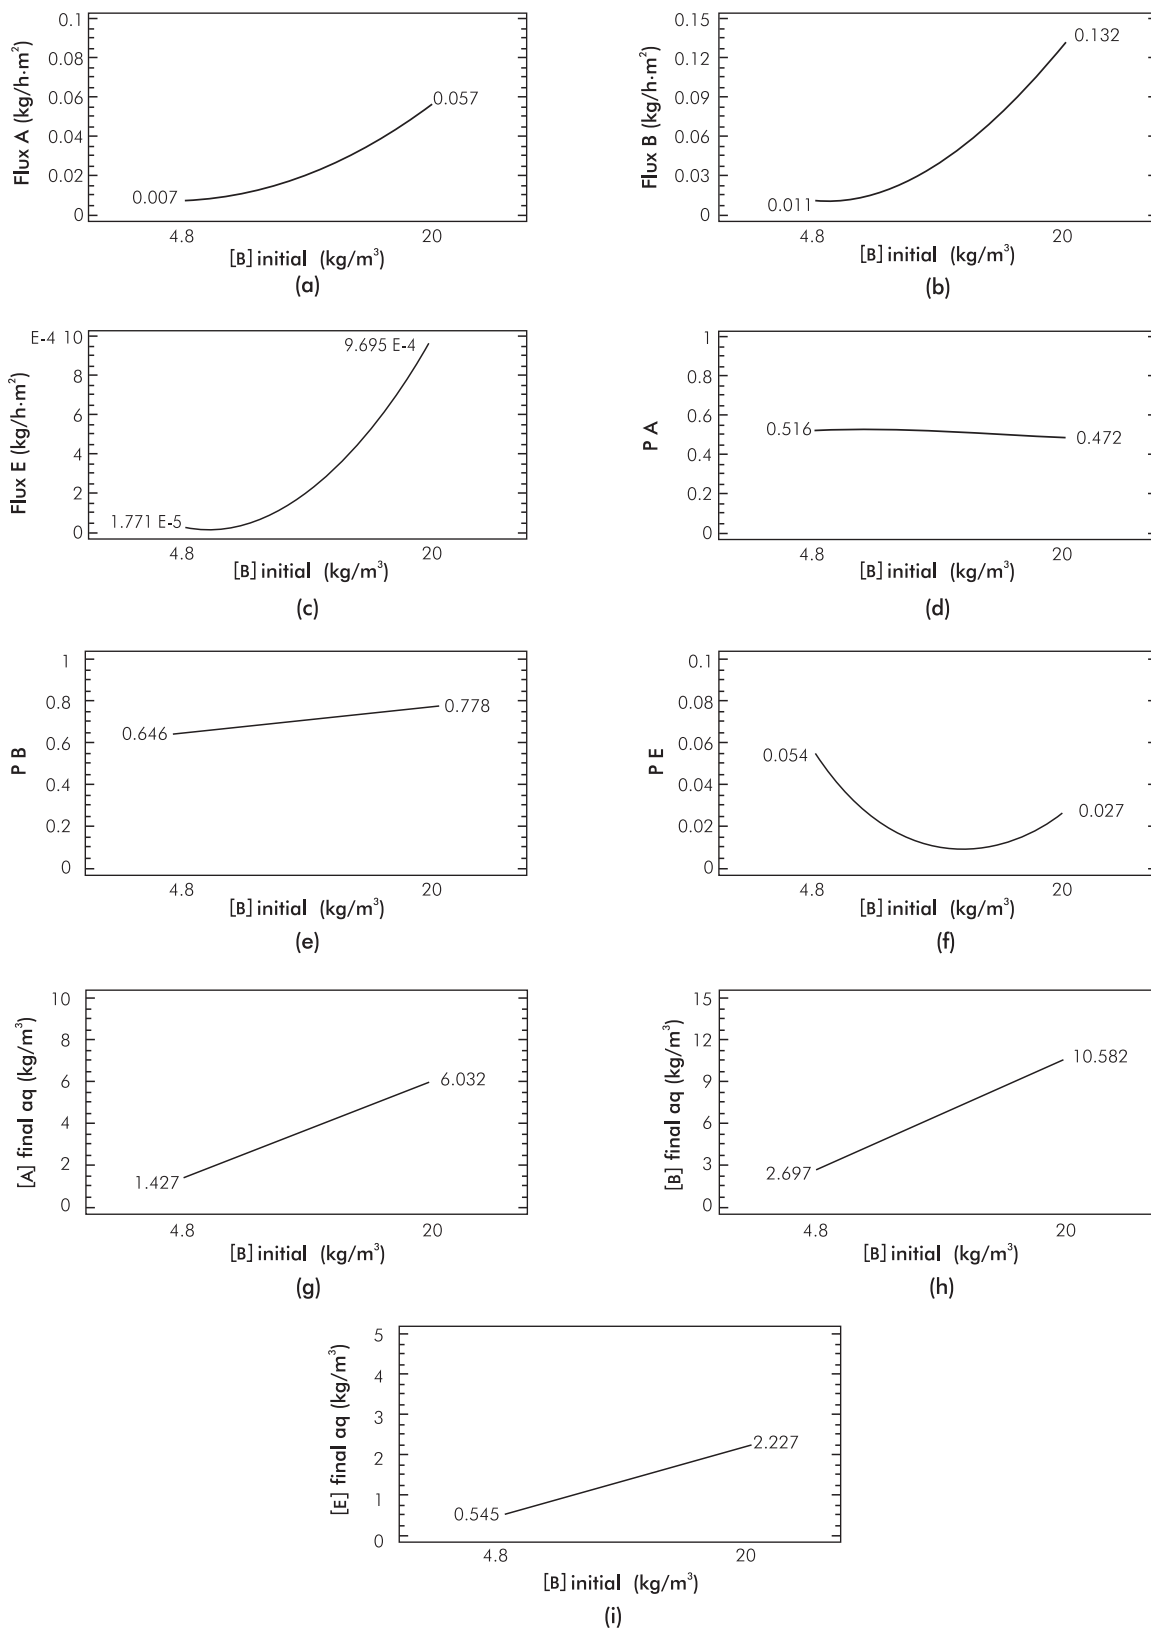 Flux A (kg/h·m²)
0.1
0.08
0.06
0.04
0.02
0
0.007
0.057
4.8
20
[B] initial (kg/m³)
(a)
Flux B (kg/h·m²)
0.15
0.12
0.09
0.06
0.03
0
0.011
0.132
4.8
20
[B] initial (kg/m³)
(b)
Flux E (kg/h·m²)
E-4 10
8
6
4
2
0
1.771 E-5
9.695 E-4
4.8
20
[B] initial (kg/m³)
(c)
P A
1
0.8
0.6
0.4
0.2
0
0.516
0.472
4.8
20
[B] initial (kg/m³)
(d)
P B
1
0.8
0.6
0.4
0.2
0
0.646
0.778
4.8
20
[B] initial (kg/m³)
(e)
P E
0.1
0.08
0.06
0.04
0.02
0
0.054
0.027
4.8
20
[B] initial (kg/m³)
(f)
[A] final aq (kg/m³)
10
8
6
4
2
0
1.427
6.032
4.8
20
[B] initial (kg/m³)
(g)
[B] final aq (kg/m³)
15
12
9
6
3
0
2.697
10.582
4.8
20
[B] initial (kg/m³)
(h)
[E] final aq (kg/m³)
5
4
3
2
1
0
0.545
2.227
4.8
20
[B] initial (kg/m³)
(i)